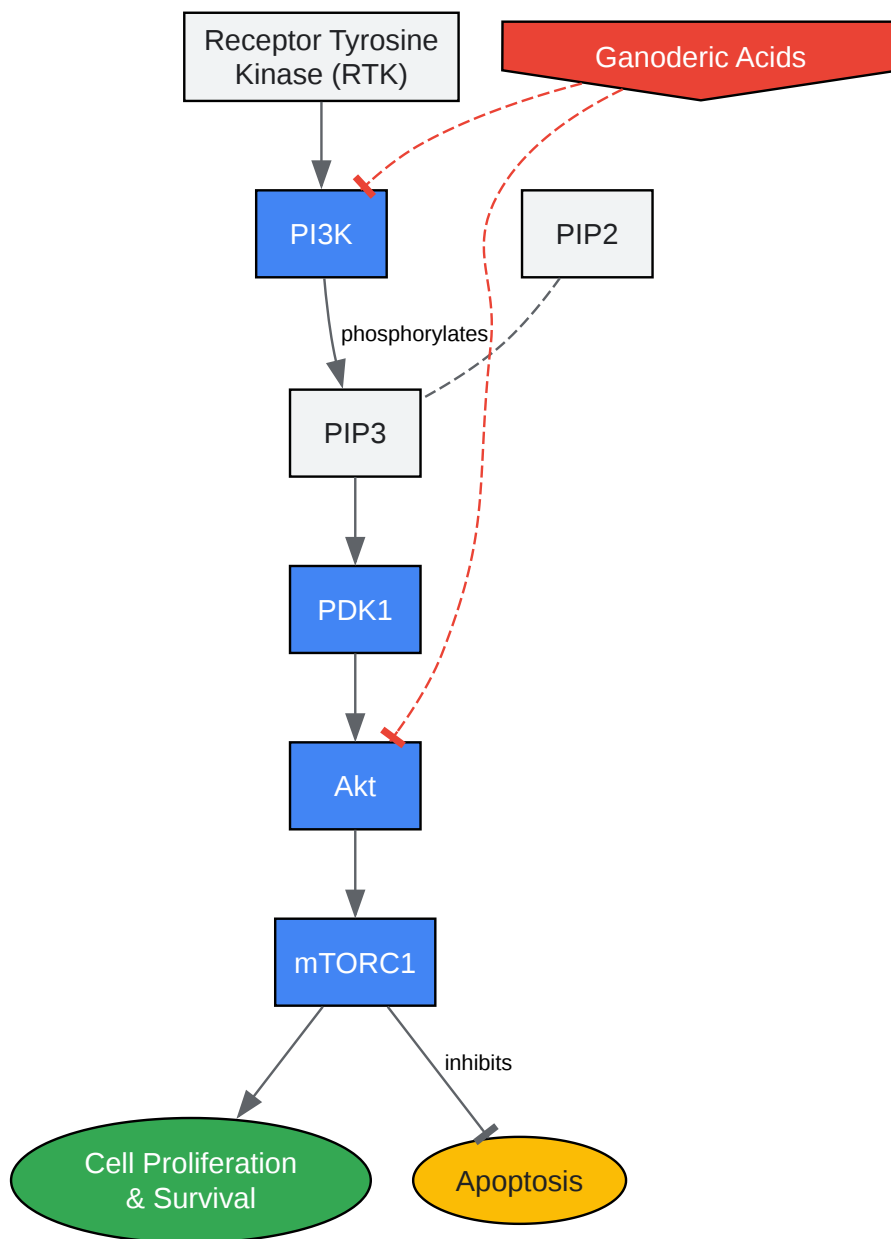 Receptor Tyrosine
Kinase (RTK)
Ganoderic Acids
PI3K
PIP2
phosphorylates
PIP3
PDK1
Akt
mTORC1
inhibits
Cell Proliferation
& Survival
Apoptosis